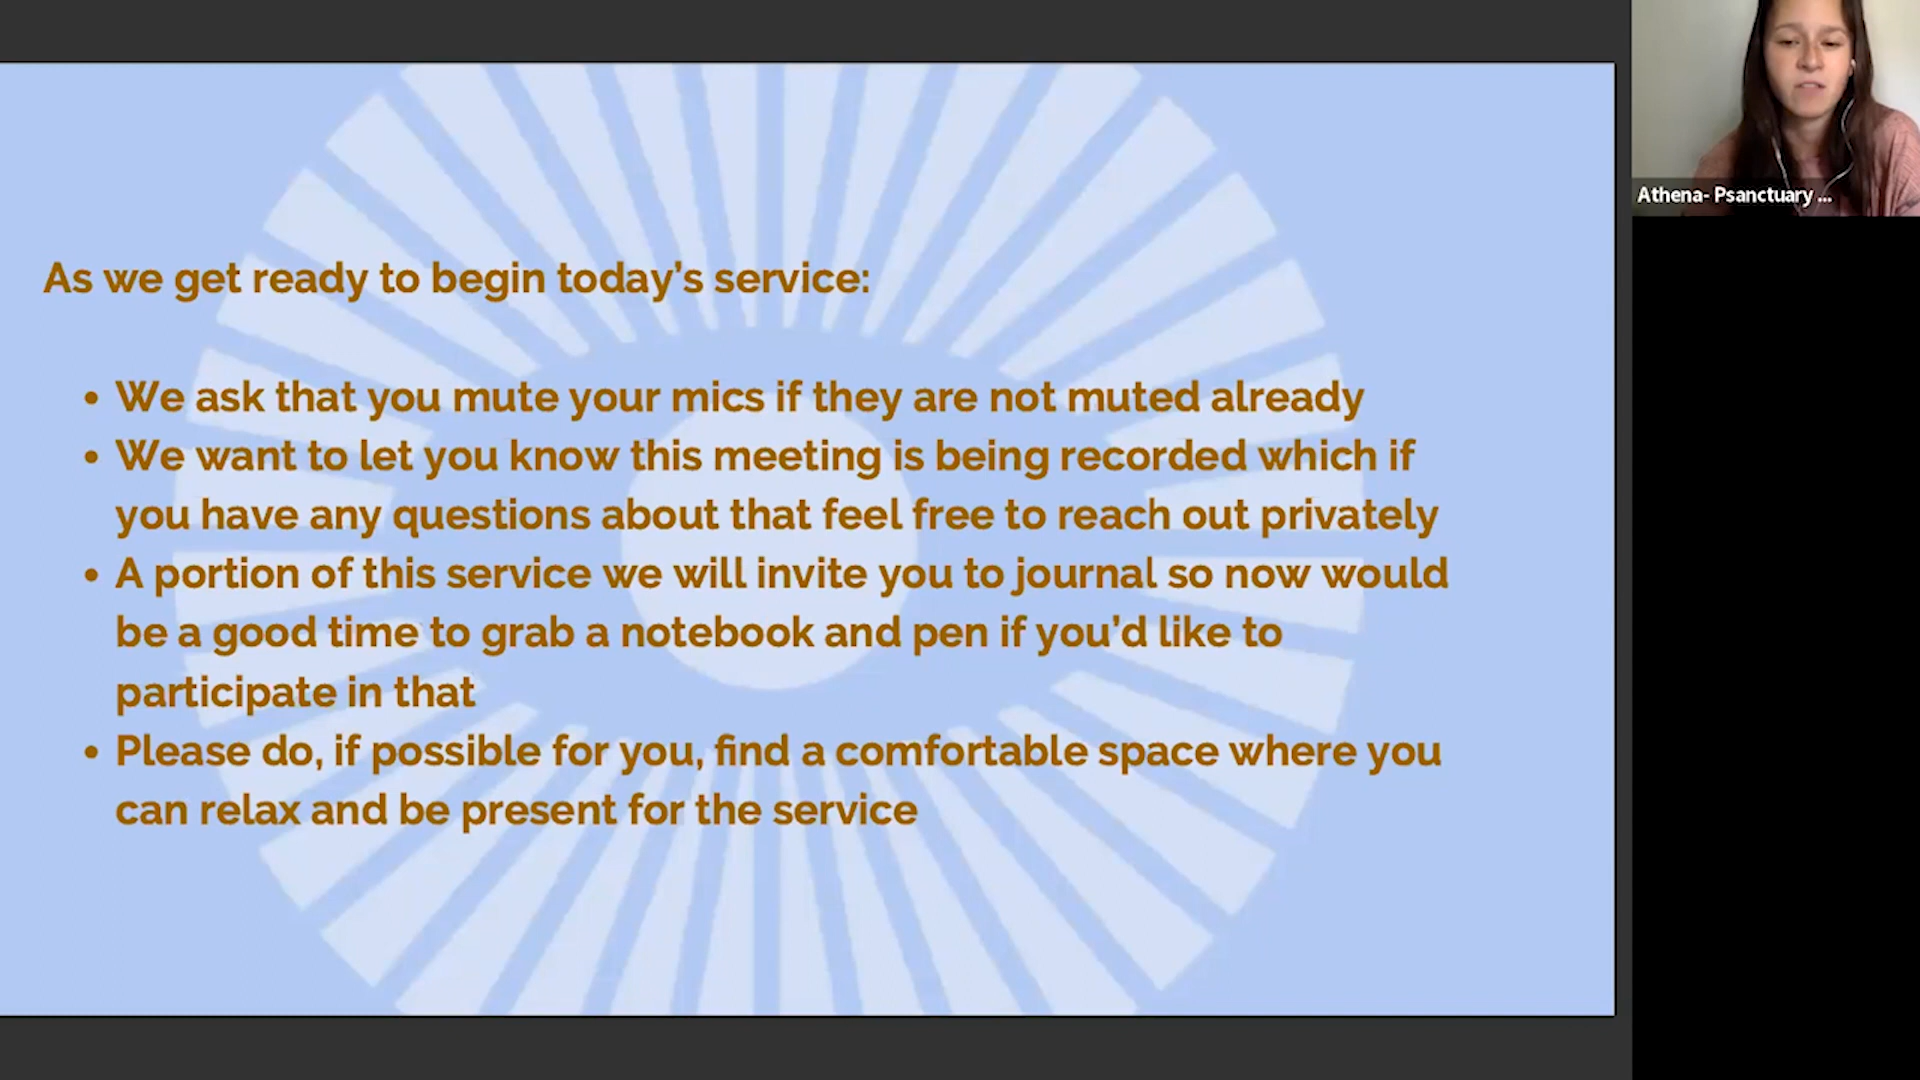 As we get ready to begin today's service:
• We ask that you mute your mics if they are not muted already
• We want to let you know this meeting is being recorded which if
you have any questions about that feel free to reach out privately
• A portion of this service we will invite you to journal so now would
be a good time to grab a notebook and pen if you'd like to
participate in that
• Please do, if possible for you, find a comfortable space where you
can relax and be present for the service
Athena- Psanctuary ...